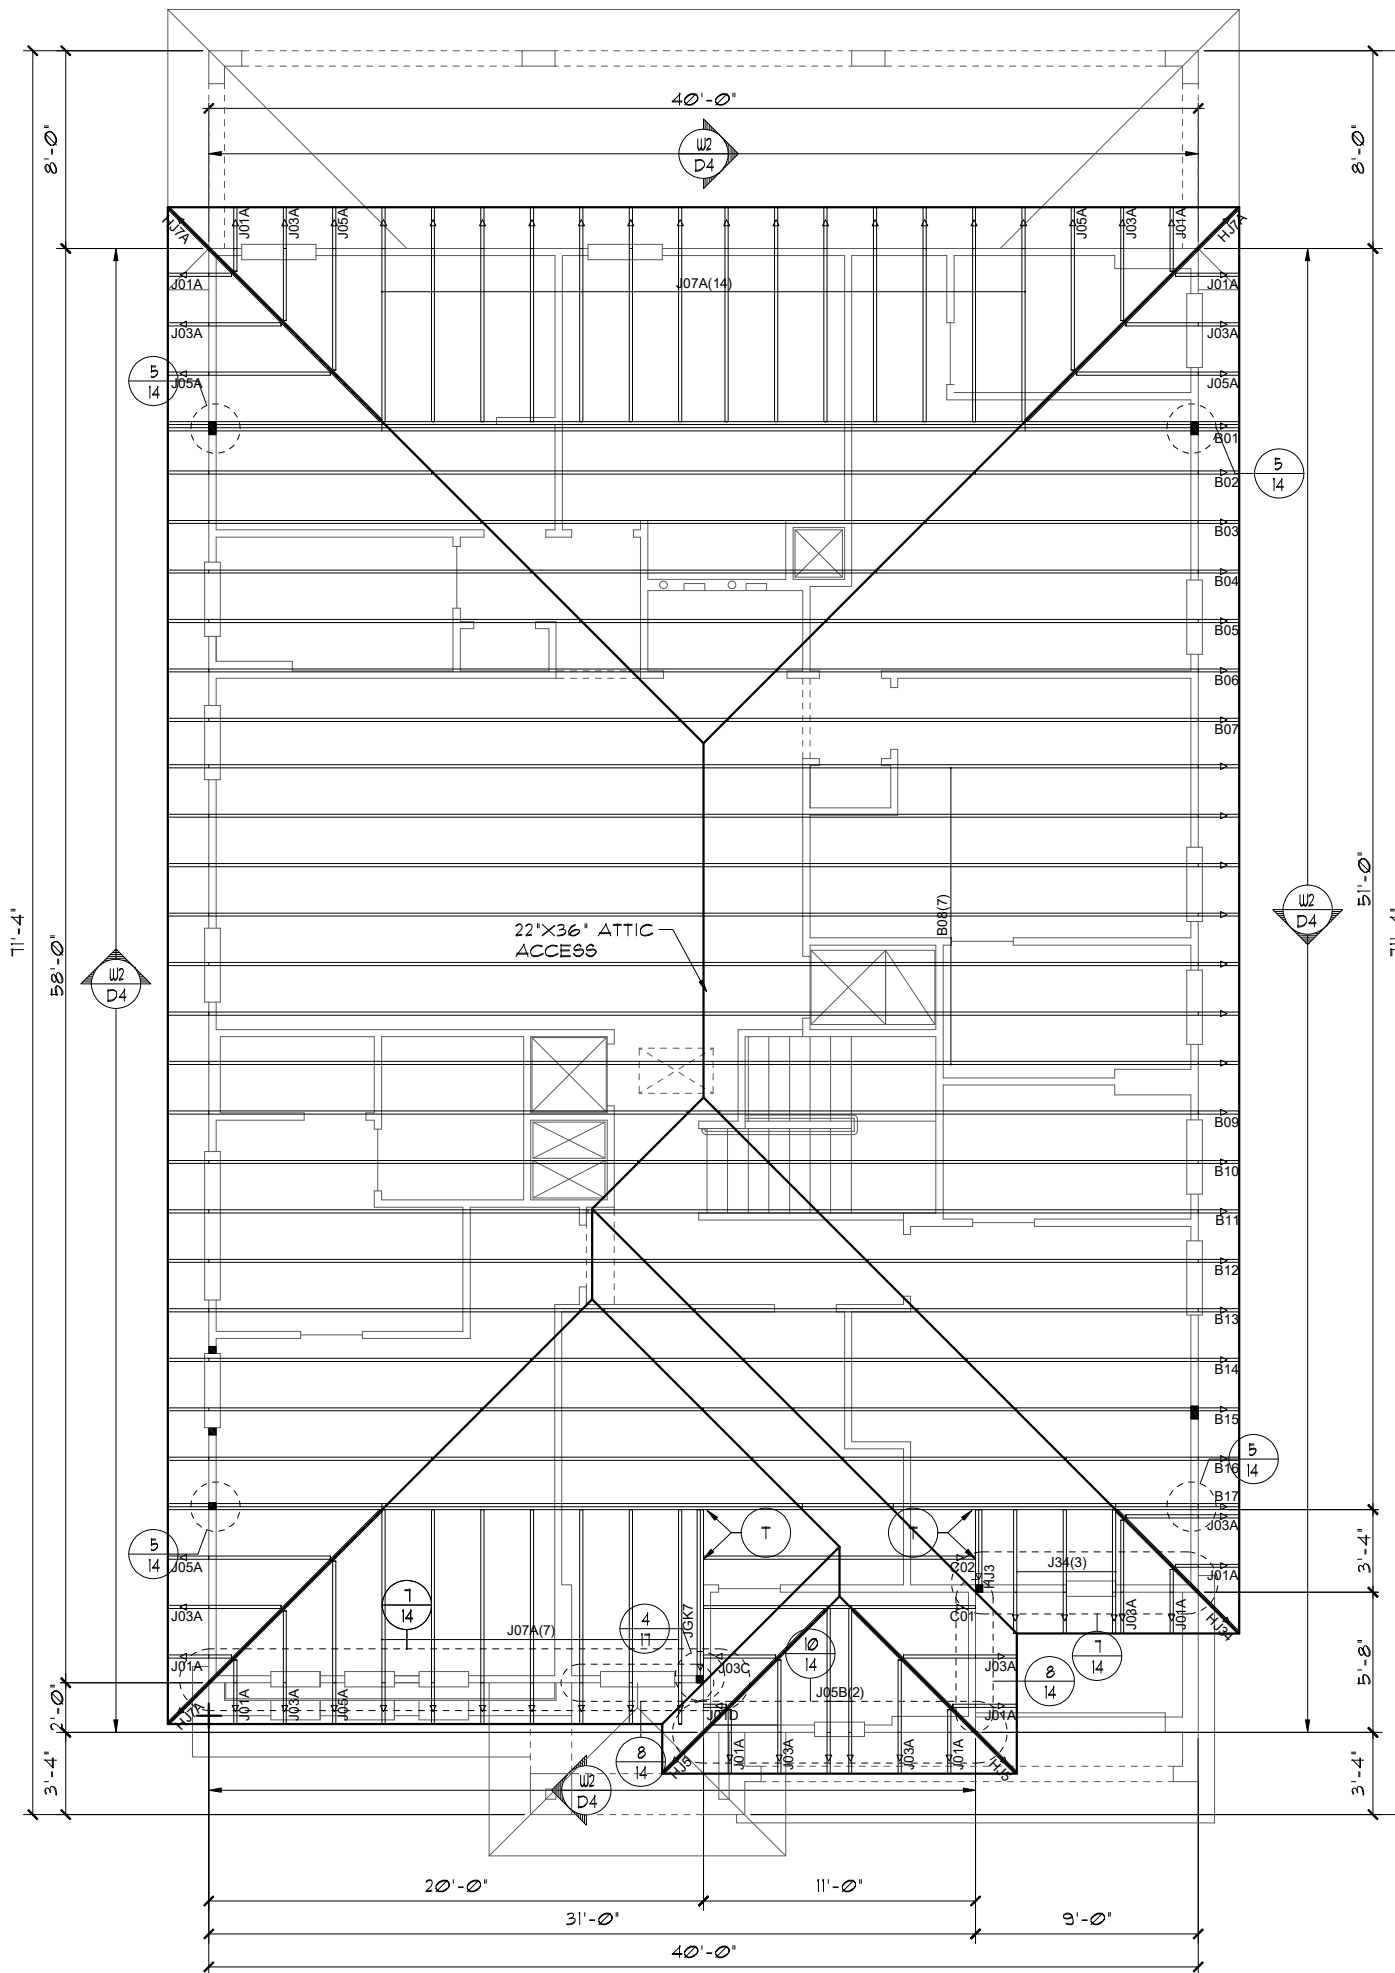 40'-0"
8'-0"
8'-0"
W2
D4
HJ7A
J01A
J03A
J05A
J05A
J03A
J01A
HJ7A
J01A
J07A(14)
J01A
J03A
J03A
5
14
J05A
J05A
B01
5
14
B02
B03
B04
B05
B06
B07
71'-4"
58'-0"
51'-0"
W2
D4
W2
D4
22"X36" ATTIC
ACCESS
B08(7)
B09
B10
B11
B12
B13
B14
B15
B16
5
14
B17
J03A
5
14
J05A
T
T
C02
HJ3
J34(3)
J01A
3'-4"
7
14
J03A
J07A(7)
4
17
JGK7
C01
J03A
J01A
HJ34
10
14
7
14
J01A
J03C
J03A
8
14
5'-8"
HJ7A
J01A
J03A
J05A
J01D
J05B(2)
J01A
2'-0"
3'-4"
8
14
HJ5
J01A
J03A
J03A
J01A
HJ5
W2
D4
3'-4"
20'-0"
11'-0"
31'-0"
9'-0"
40'-0"